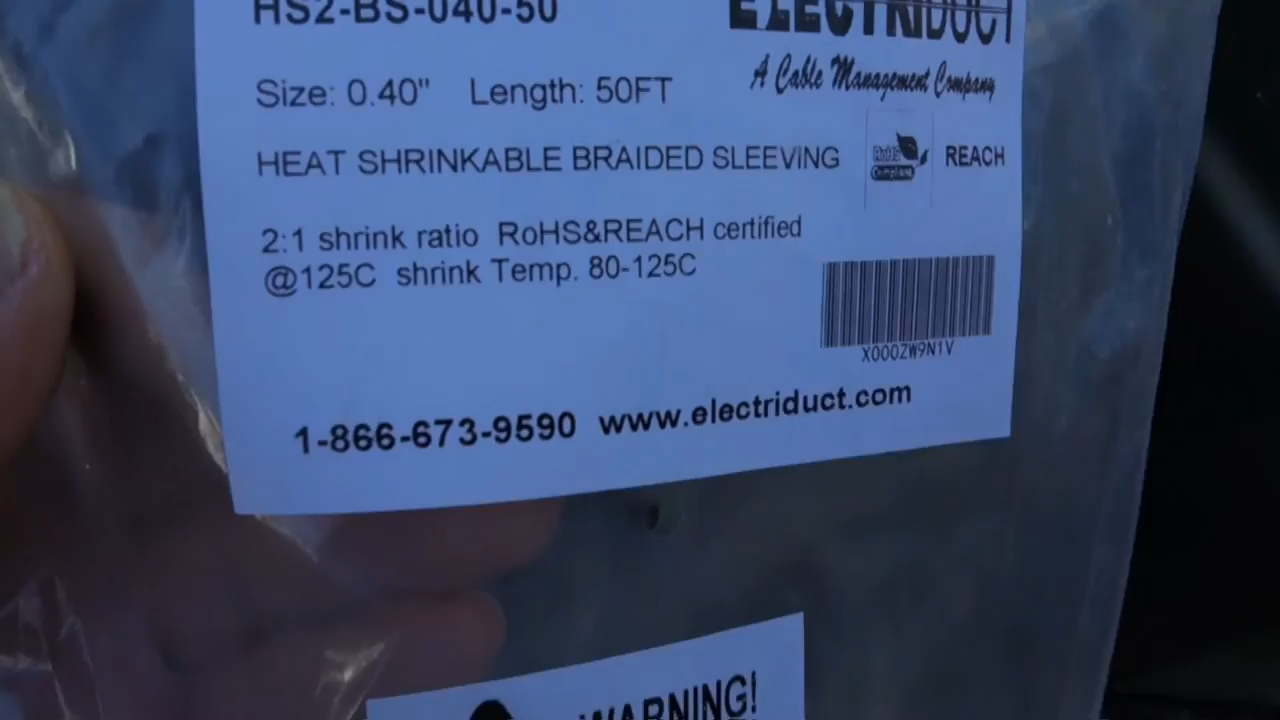 HS2-BS-040-50
ELECTRIDUCT
A Cable Management Company
Size: 0.40" Length: 50FT
HEAT SHRINKABLE BRAIDED SLEEVING
RoHS
Compliant
REACH
2:1 shrink ratio RoHS&REACH certified
@125C shrink Temp. 80-125C
X000ZW9N1V
1-866-673-9590 www.electriduct.com
WARNING!